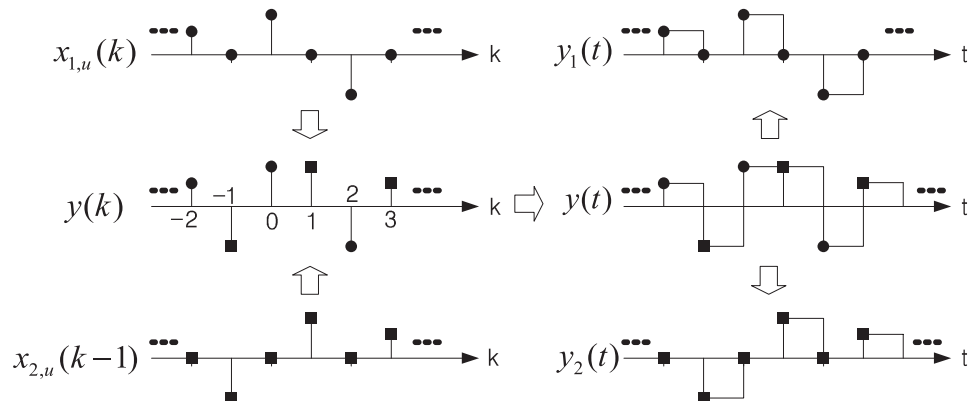 x₁,ᵤ(k) k y₁(t) t
y(k) −2 −1 0 1 2 3 k y(t) t
x₂,ᵤ(k−1) k y₂(t) t